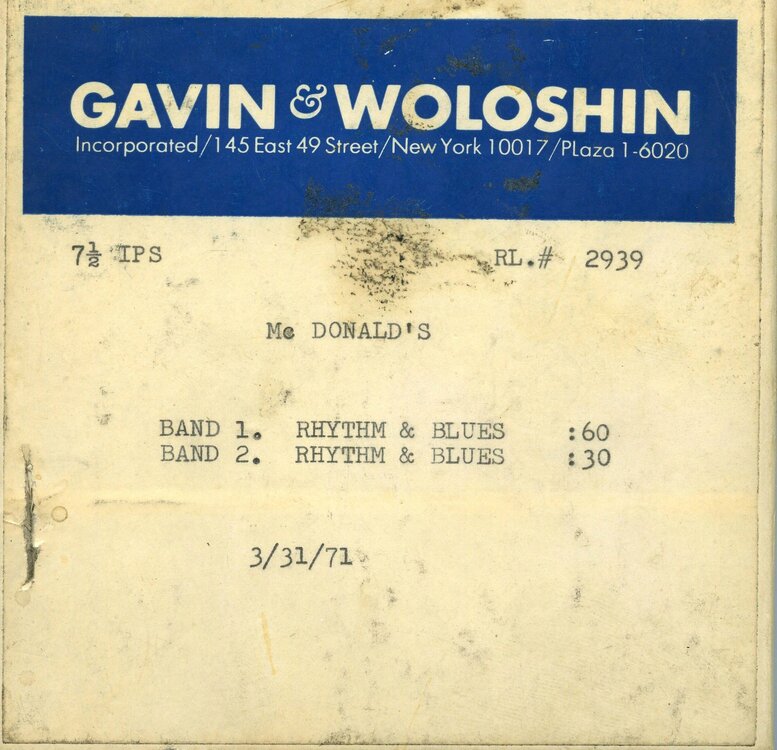 GAVIN & WOLOSHIN
Incorporated/145 East 49 Street/New York 10017/PLaza 1-6020
7½ IPS RL.# 2939
Mc DONALD'S
BAND 1. RHYTHM & BLUES :60
BAND 2. RHYTHM & BLUES :30
3/31/71